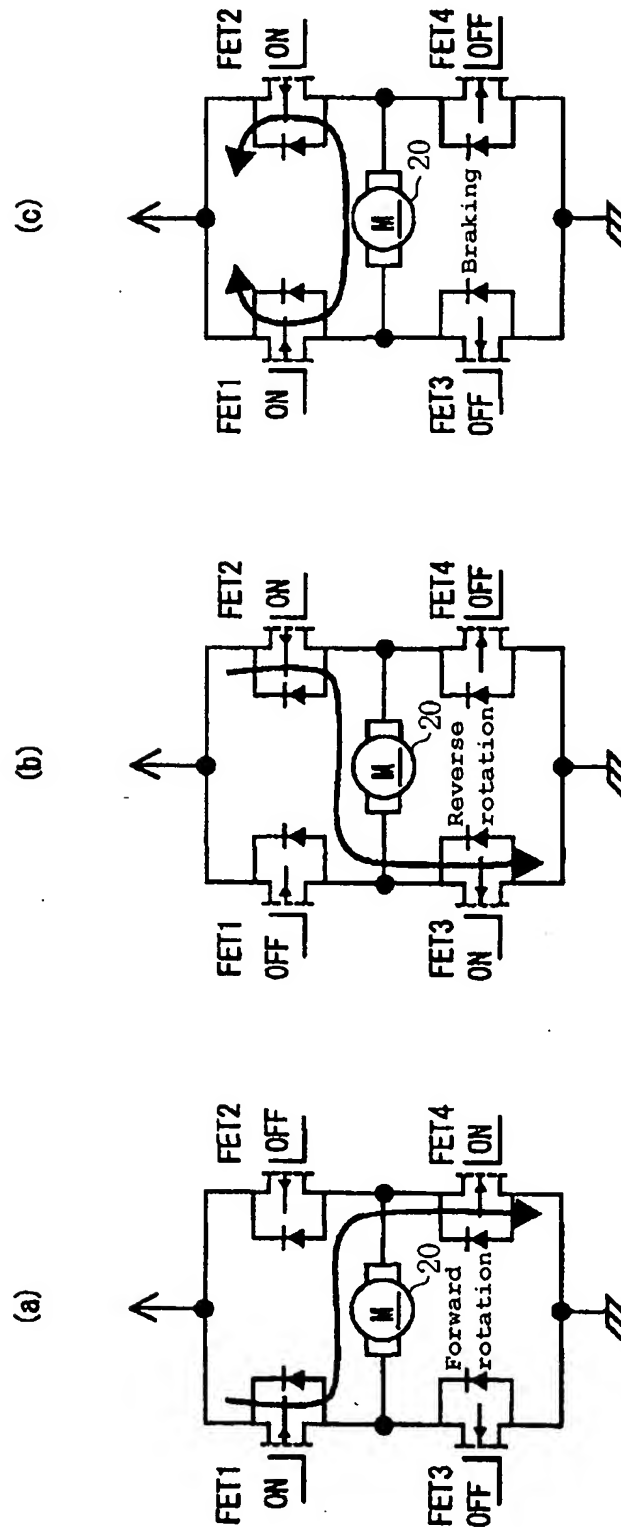 (a)
FET1
ON
FET2
OFF
M
20
Forward
rotation
FET3
OFF
FET4
ON
(b)
FET1
OFF
FET2
ON
M
20
Reverse
rotation
FET3
ON
FET4
OFF
(c)
FET1
ON
FET2
ON
M
20
Braking
FET3
OFF
FET4
OFF